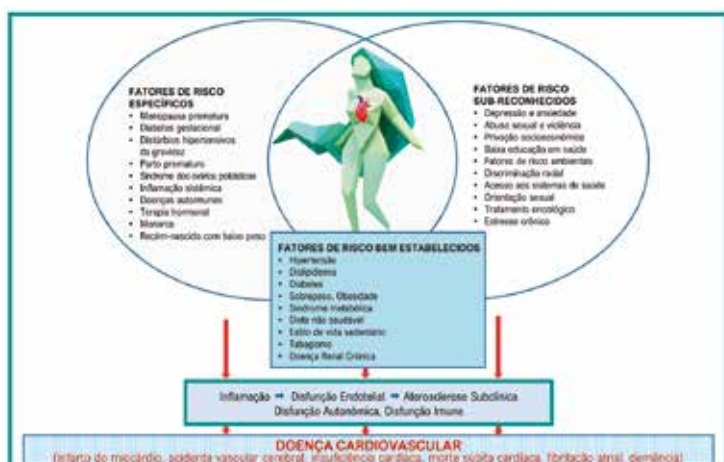 FATORES DE RISCO
ESPECÍFICOS
• Menopausa prematura
• Diabetes gestacional
• Distúrbios hipertensivos
da gravidez
• Parto prematuro
• Síndrome dos ovários policísticos
• Inflamação sistêmica
• Doenças autoimunes
• Terapia hormonal
• Menarca
• Recém-nascido com baixo peso
FATORES DE RISCO
SUB-RECONHECIDOS
• Depressão e ansiedade
• Abuso sexual e violência
• Privação socioeconômica
• Baixa educação em saúde
• Fatores de risco ambientais
• Discriminação racial
• Acesso aos sistemas de saúde
• Orientação sexual
• Tratamento oncológico
• Estresse crônico
FATORES DE RISCO BEM ESTABELECIDOS
• Hipertensão
• Dislipidemia
• Diabetes
• Sobrepeso, Obesidade
• Síndrome metabólica
• Dieta não saudável
• Estilo de vida sedentário
• Tabagismo
• Doença Renal Crônica
Inflamação ➡ Disfunção Endotelial ➡ Aterosclerose Subclínica
Disfunção Autonômica, Disfunção Imune
DOENÇA CARDIOVASCULAR
(infarto do miocárdio, acidente vascular cerebral, insuficiência cardíaca, morte súbita cardíaca, fibrilação atrial, demência)